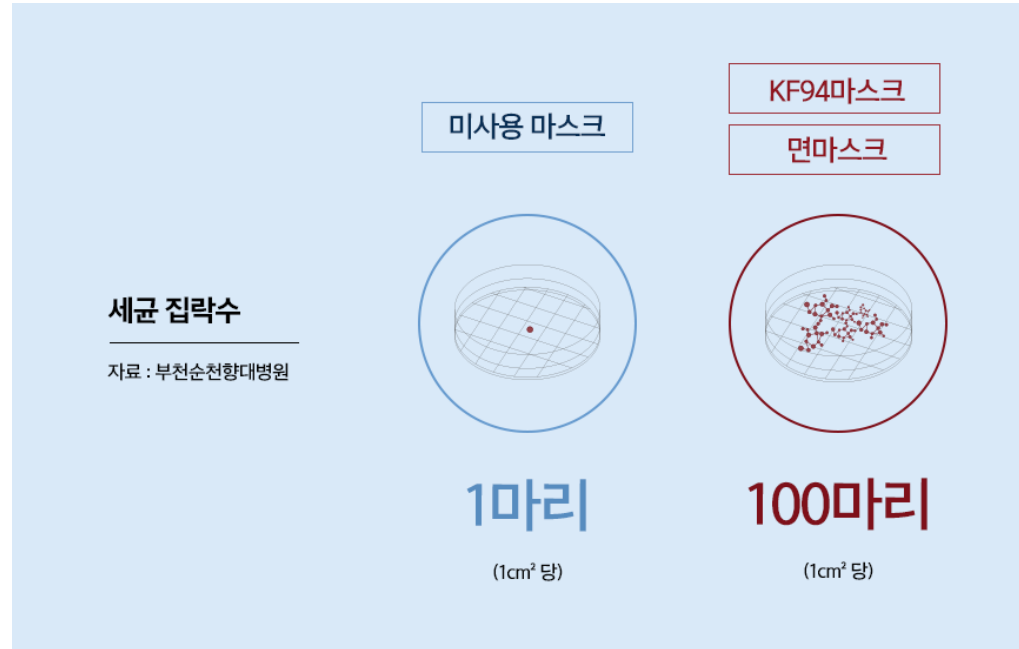 세균 집락수
자료 : 부천순천향대병원
미사용 마스크
1마리
(1cm² 당)
KF94마스크
면마스크
100마리
(1cm² 당)